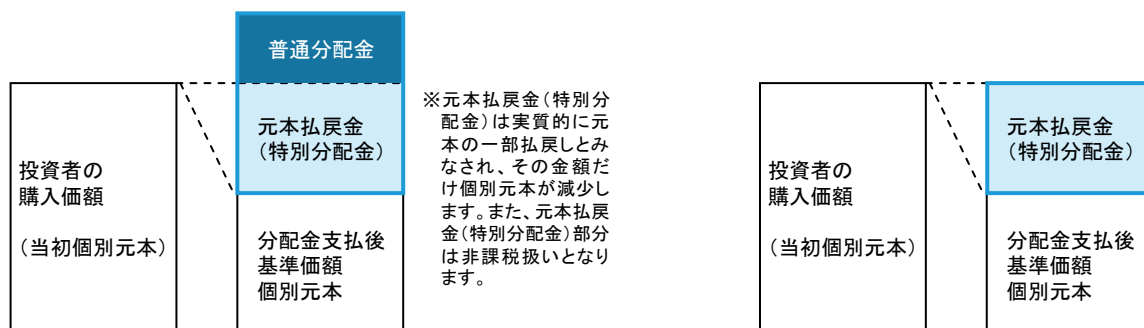 普通分配金
投資者の
購入価額
（当初個別元本）
元本払戻金
（特別分配金）
分配金支払後
基準価額
個別元本
※元本払戻金（特別分
配金）は実質的に元
本の一部払戻しとみ
なされ、その金額だ
け個別元本が減少し
ます。また、元本払戻
金（特別分配金）部分
は非課税扱いとなり
ます。
投資者の
購入価額
（当初個別元本）
元本払戻金
（特別分配金）
分配金支払後
基準価額
個別元本